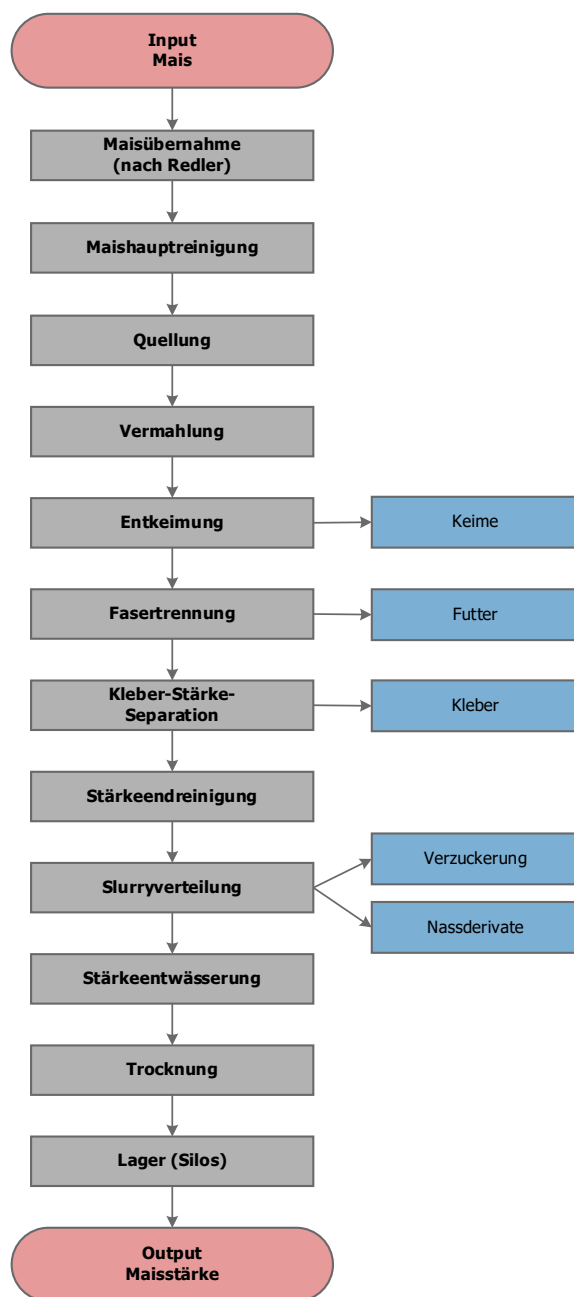 Input
Mais
Maisübernahme
(nach Redler)
Maishauptreinigung
Quellung
Vermahlung
Entkeimung
Keime
Fasertrennung
Futter
Kleber-Stärke-
Separation
Kleber
Stärkeendreinigung
Slurryverteilung
Verzuckerung
Nassderivate
Stärkeentwässerung
Trocknung
Lager (Silos)
Output
Maisstärke